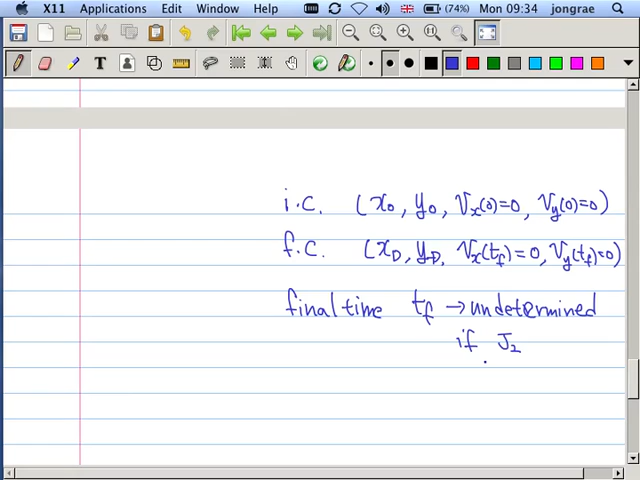 X11 Applications Edit Window Help (74%) Mon 09:34 jongrae
T
i.c. (x₀, y₀, Vx(0)=0, Vy(0)=0)
f.c. (xD, yD, Vx(tf)=0, Vy(tf)=0)
final time tf → undetermined
if J₂